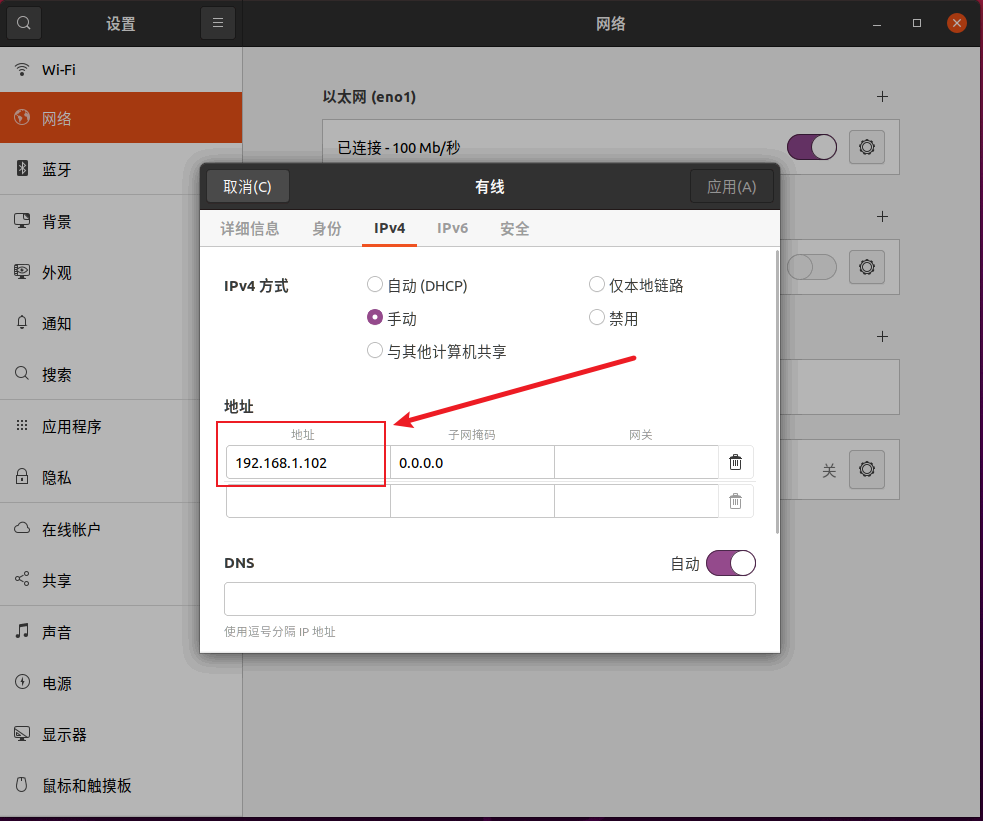 设置
网络
Wi-Fi
网络
蓝牙
背景
外观
通知
搜索
应用程序
隐私
在线帐户
共享
声音
电源
显示器
鼠标和触摸板
以太网 (eno1)
已连接 - 100 Mb/秒
关
取消(C)
有线
应用(A)
详细信息
身份
IPv4
IPv6
安全
IPv4 方式
自动 (DHCP)
仅本地链路
手动
禁用
与其他计算机共享
地址
地址
子网掩码
网关
192.168.1.102
0.0.0.0
DNS
自动
使用逗号分隔 IP 地址